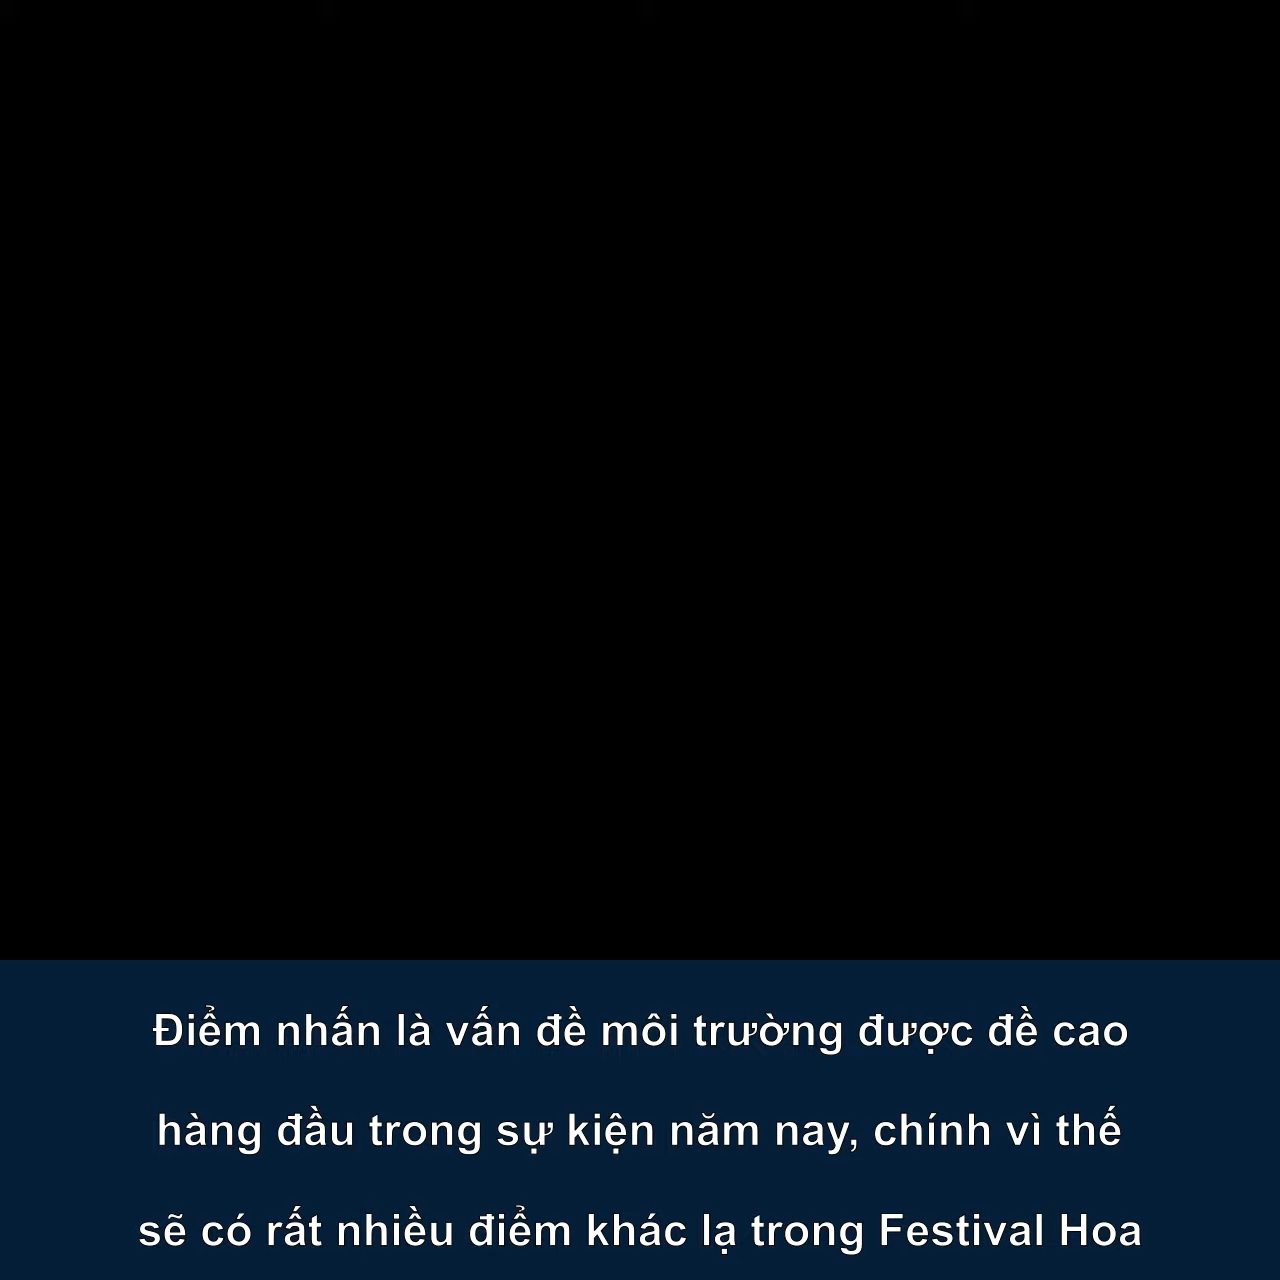 Điểm nhấn là vấn đề môi trường được đề cao
hàng đầu trong sự kiện năm nay, chính vì thế
sẽ có rất nhiều điểm khác lạ trong Festival Hoa